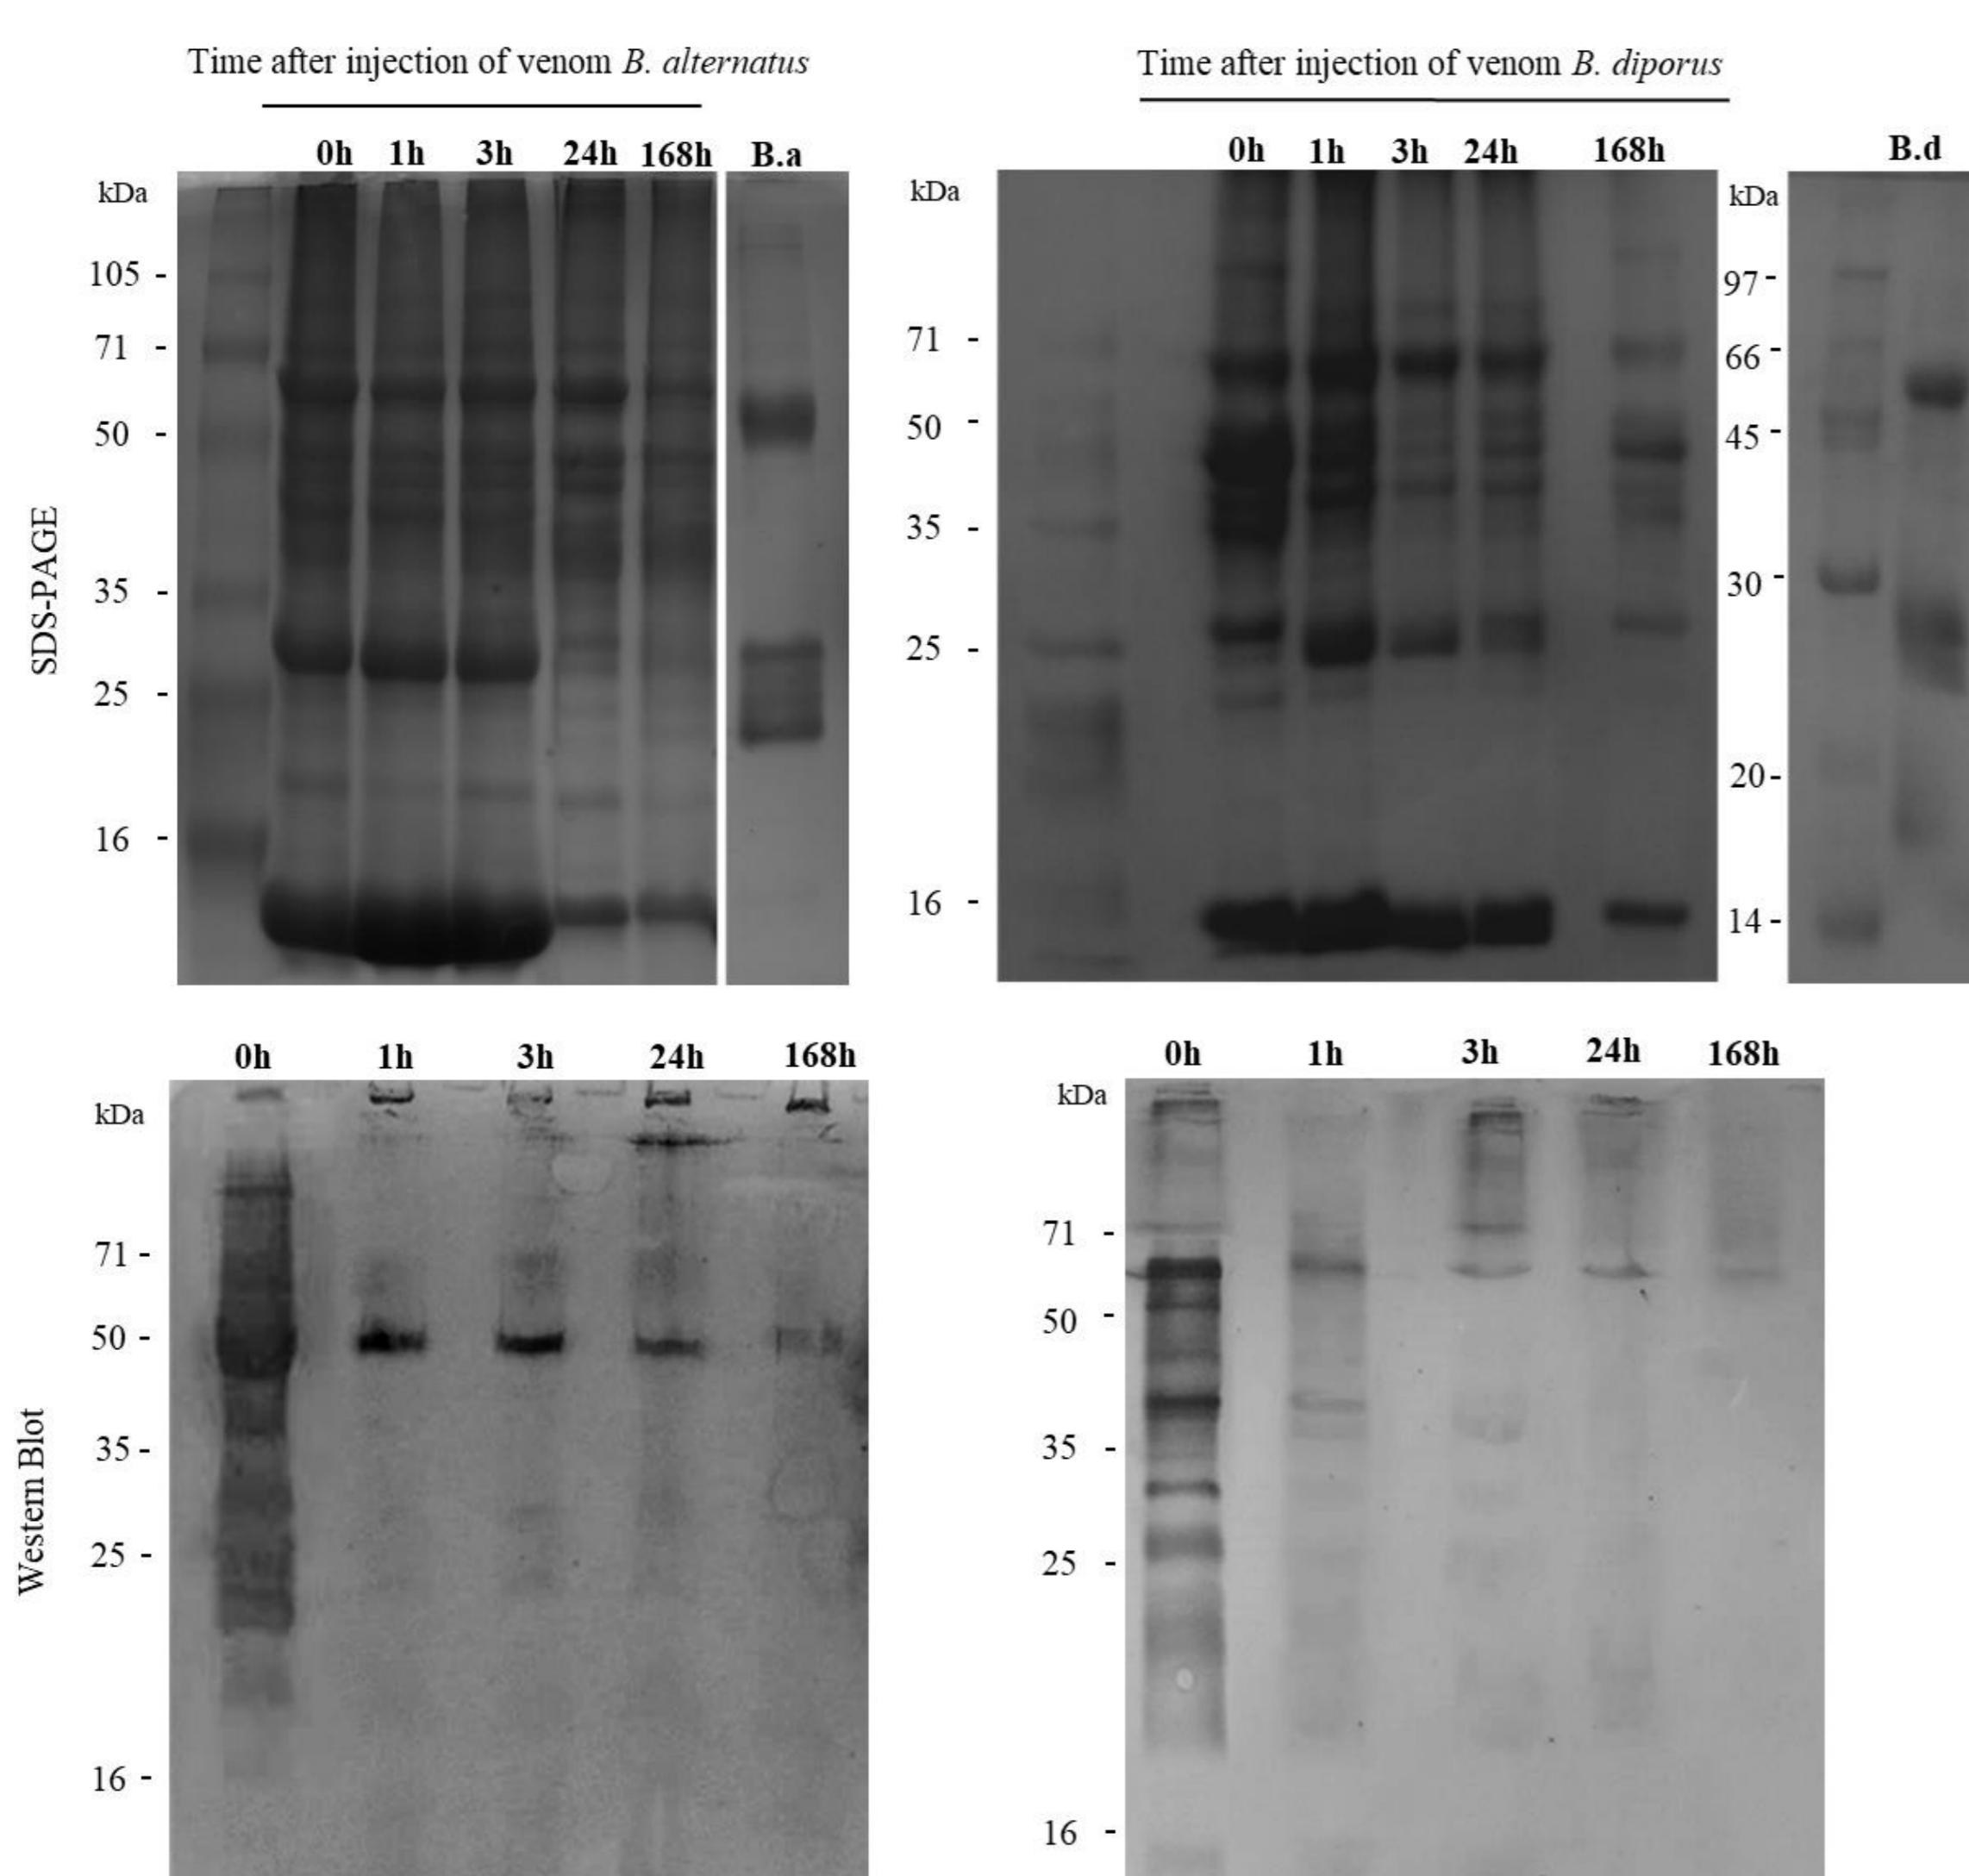 Time after injection of venom B. alternatus
0h 1h 3h 24h 168h B.a
kDa
105 -
71 -
50 -
35 -
25 -
16 -
SDS-PAGE
Time after injection of venom B. diporus
0h 1h 3h 24h 168h B.d
kDa
71 -
50 -
35 -
25 -
16 -
kDa
97 -
66 -
45 -
30 -
20 -
14 -
0h 1h 3h 24h 168h
kDa
71 -
50 -
35 -
25 -
16 -
Western Blot
0h 1h 3h 24h 168h
kDa
71 -
50 -
35 -
25 -
16 -